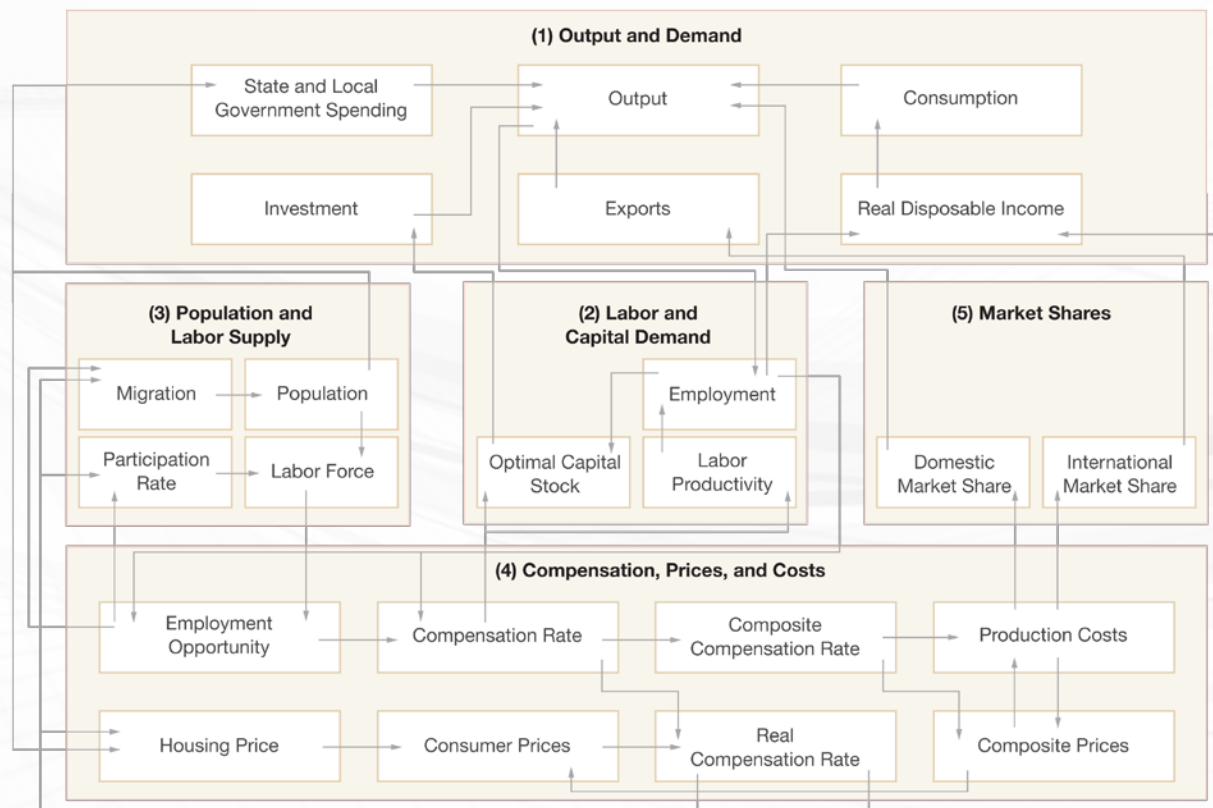 (1) Output and Demand
State and Local
Government Spending
Output
Consumption
Investment
Exports
Real Disposable Income
(3) Population and
Labor Supply
Migration
Population
Participation
Rate
Labor Force
(2) Labor and
Capital Demand
Employment
Optimal Capital
Stock
Labor
Productivity
(5) Market Shares
Domestic
Market Share
International
Market Share
(4) Compensation, Prices, and Costs
Employment
Opportunity
Compensation Rate
Composite
Compensation Rate
Production Costs
Housing Price
Consumer Prices
Real
Compensation Rate
Composite Prices